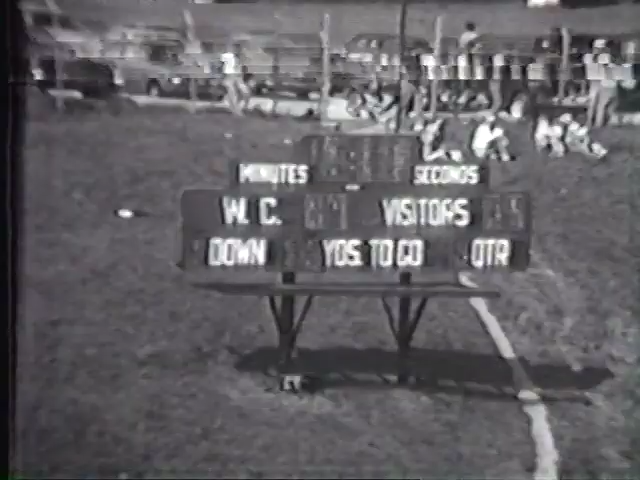 MINUTES SECONDS
W. C. VISITORS
DOWN YDS. TO GO QTR